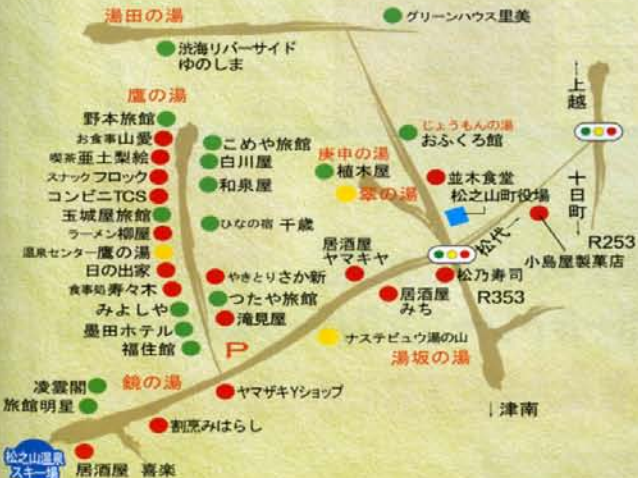 湯田の湯
グリーンハウス里美
渋海リバーサイド
ゆのしま
上越
鷹の湯
野本旅館
お食事山愛
喫茶亜土梨絵
スナックフロック
コンビニTCS
玉城屋旅館
ラーメン柳屋
温泉センター鷹の湯
日の出家
食事処寿々木
みよしや
墨田ホテル
福住館
こめや旅館
白川屋
和泉屋
ひなの宿 千歳
やきとりさか新
つたや旅館
滝見屋
P
じょうもんの湯
おふくろ館
庚申の湯
植木屋
翠の湯
並木食堂
松之山町役場
松代
十日町
R253
小島屋製菓店
居酒屋
ヤマキヤ
松乃寿司
居酒屋
みち
R353
ナステビュウ湯の山
湯坂の湯
↓津南
鏡の湯
ヤマザキYショップ
凌雲閣
旅館明星
割烹みはらし
松之山温泉
スキー場
居酒屋 喜楽